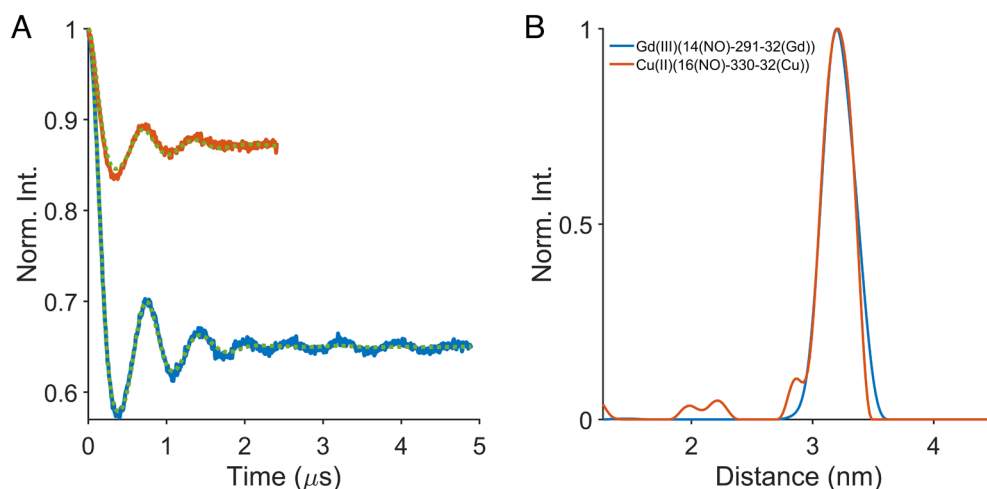 A
1
0.9
0.8
0.7
0.6
Norm. Int.
0
1
2
3
4
5
Time (μs)
B
Gd(III)(14(NO)-291-32(Gd))
Cu(II)(16(NO)-330-32(Cu))
1
0.5
0
Norm. Int.
2
3
4
Distance (nm)